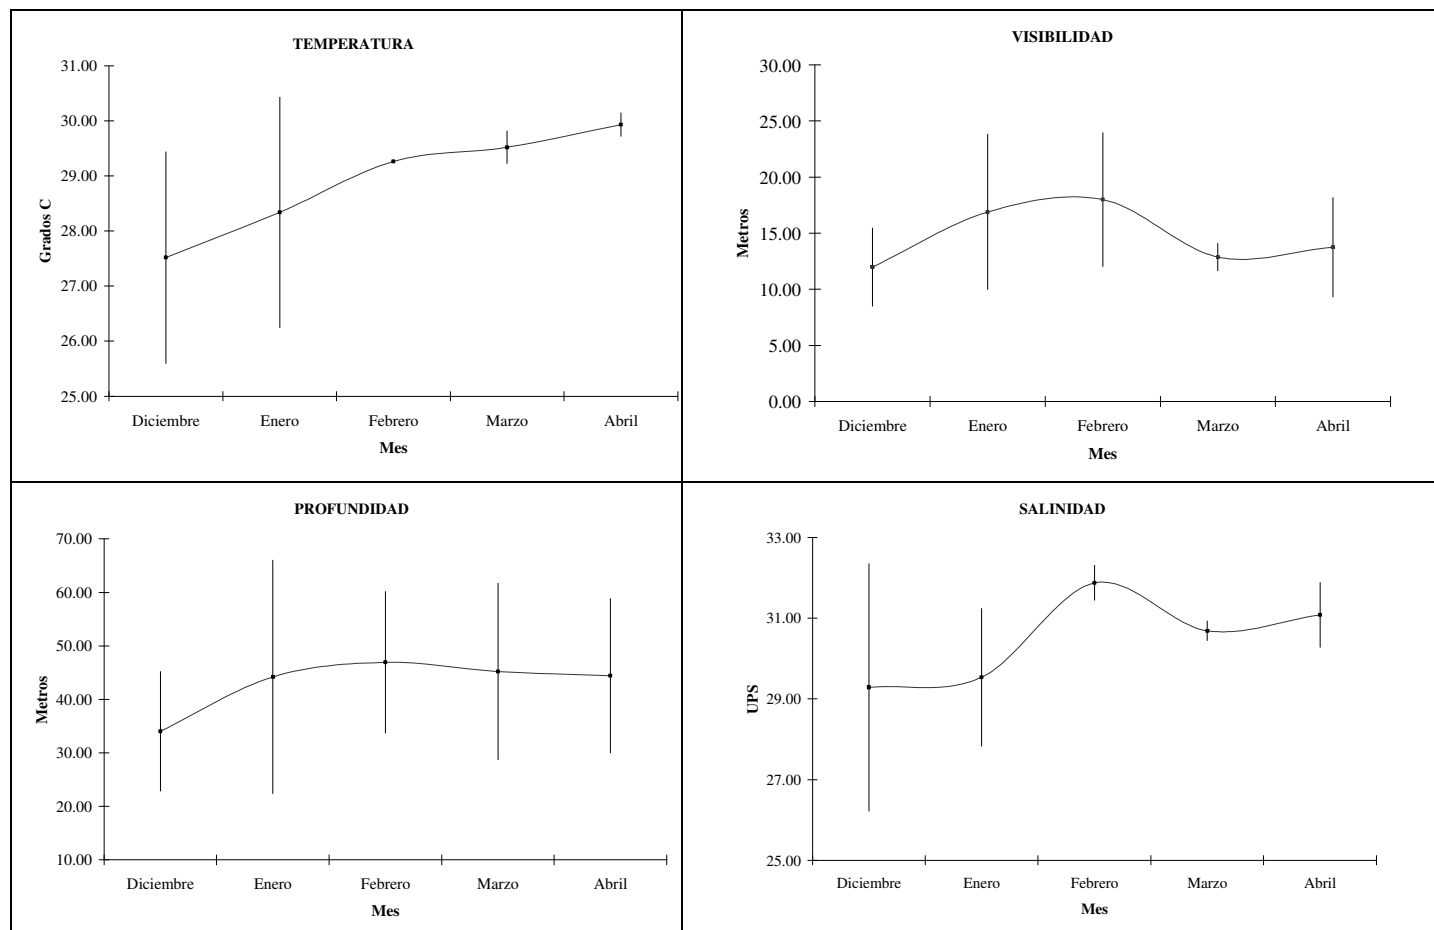 TEMPERATURA
31.00
30.00
29.00
28.00
27.00
26.00
25.00
Grados C
Diciembre Enero Febrero Marzo Abril
Mes
VISIBILIDAD
30.00
25.00
20.00
15.00
10.00
5.00
0.00
Metros
Diciembre Enero Febrero Marzo Abril
Mes
PROFUNDIDAD
70.00
60.00
50.00
40.00
30.00
20.00
10.00
Metros
Diciembre Enero Febrero Marzo Abril
Mes
SALINIDAD
33.00
31.00
29.00
27.00
25.00
UPS
Diciembre Enero Febrero Marzo Abril
Mes